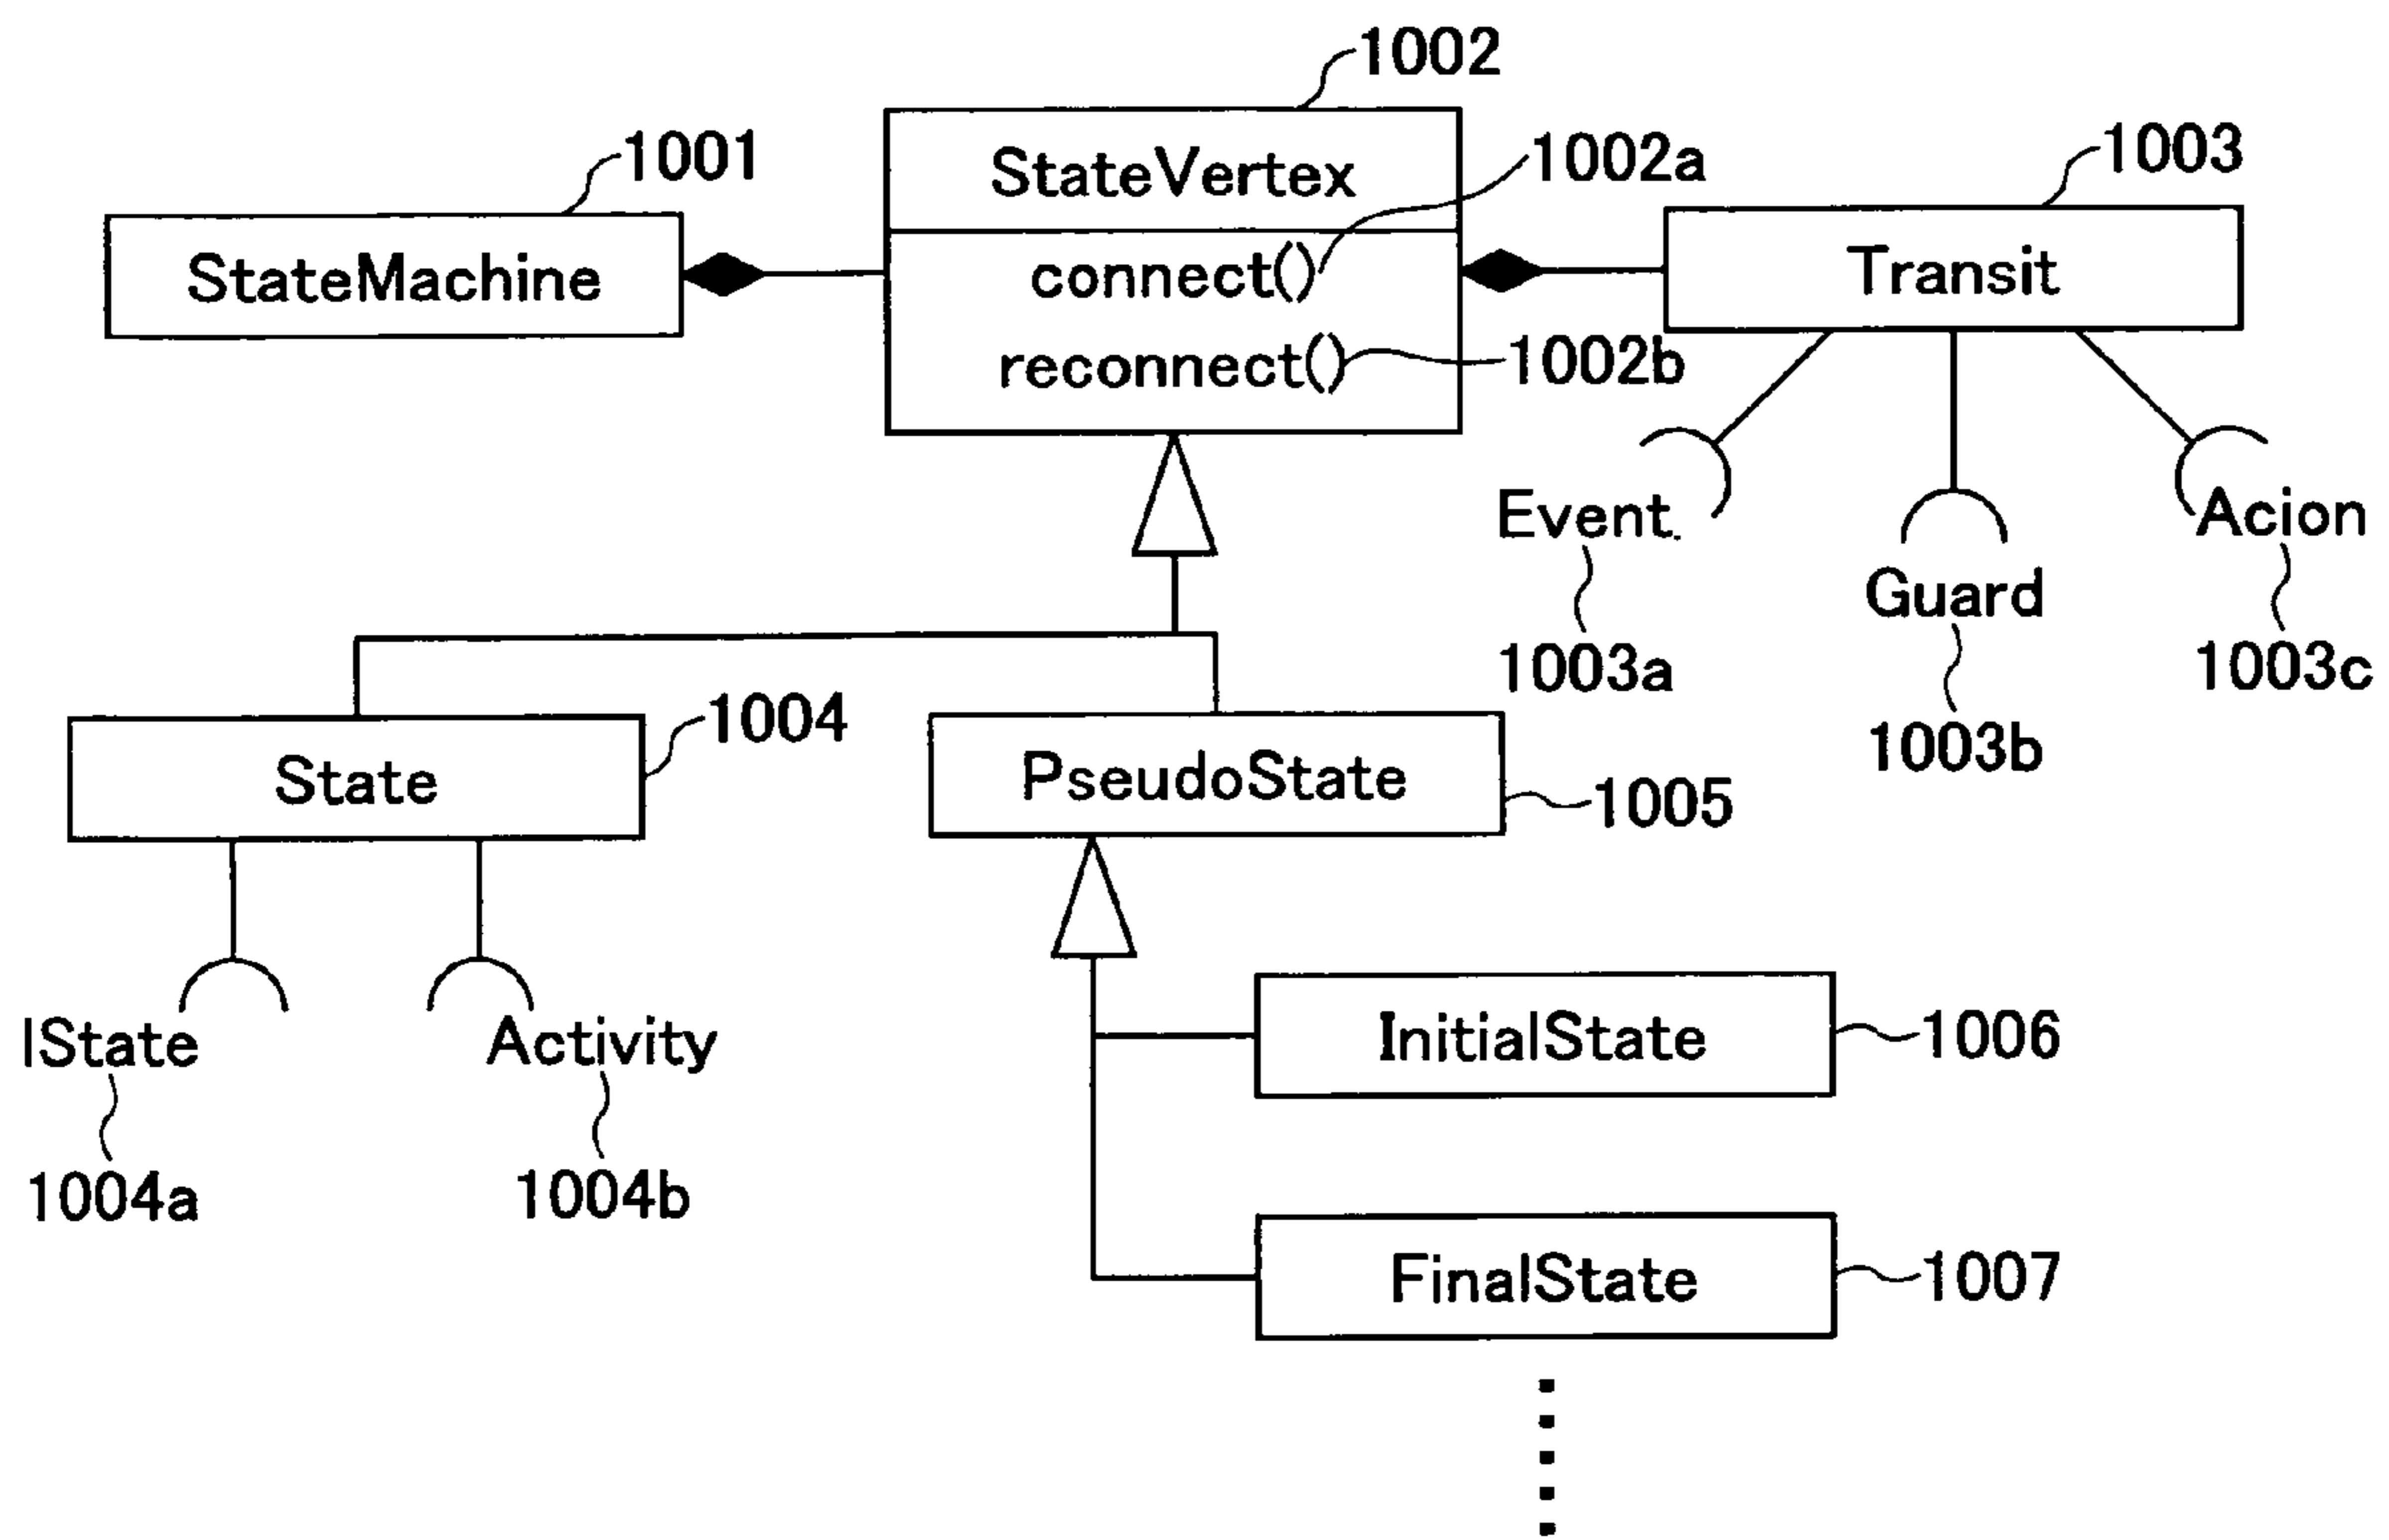 1002
1001
StateVertex
1002a
1003
StateMachine
connect()
Transit
reconnect()
1002b
Event
Acion
Guard
1003a
1003c
1003b
State
1004
PseudoState
1005
IState
Activity
InitialState
1006
1004a
1004b
FinalState
1007